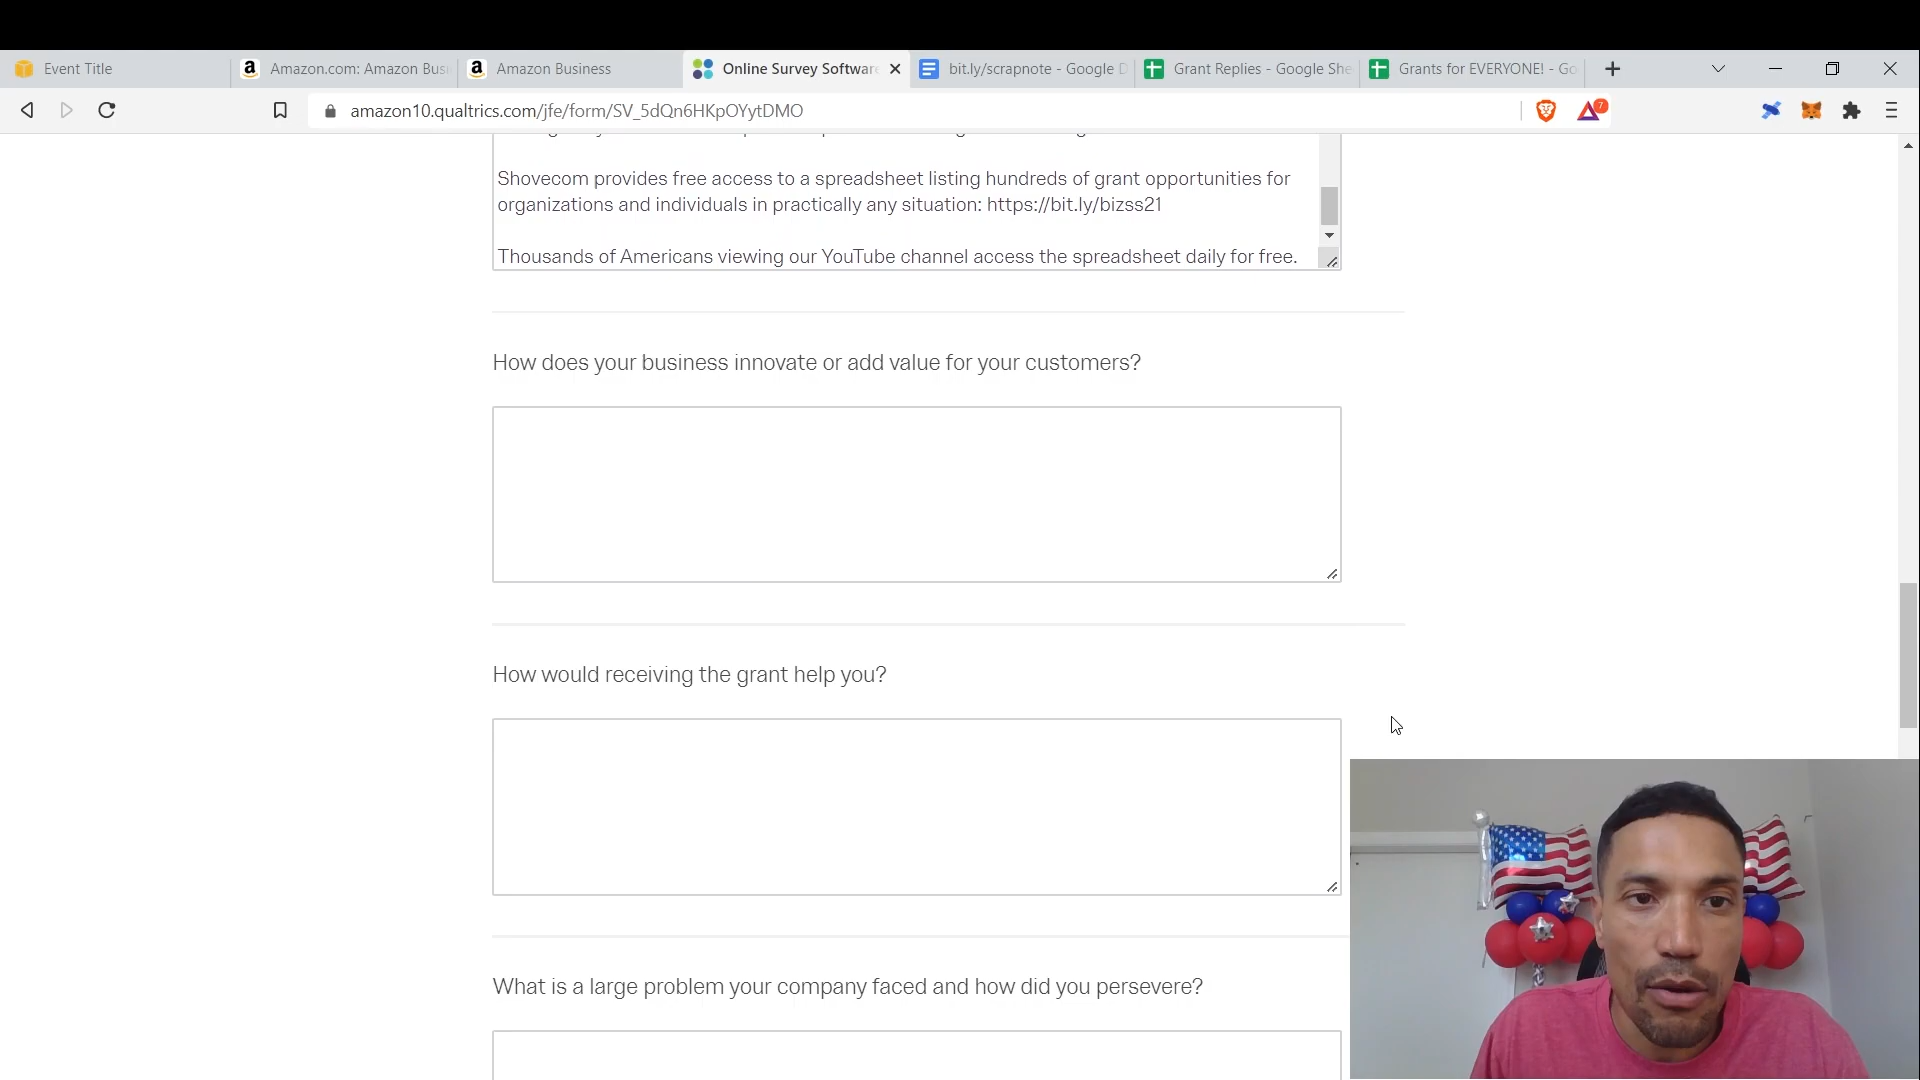 Event Title
Amazon.com: Amazon Busi
Amazon Business
Online Survey Software
bit.ly/scrapnote - Google D
Grant Replies - Google She
Grants for EVERYONE! - Go
amazon10.qualtrics.com/jfe/form/SV_5dQn6HKpOYytDMO
7
Shovecom provides free access to a spreadsheet listing hundreds of grant opportunities for
organizations and individuals in practically any situation: https://bit.ly/bizss21
Thousands of Americans viewing our YouTube channel access the spreadsheet daily for free.
How does your business innovate or add value for your customers?
How would receiving the grant help you?
What is a large problem your company faced and how did you persevere?